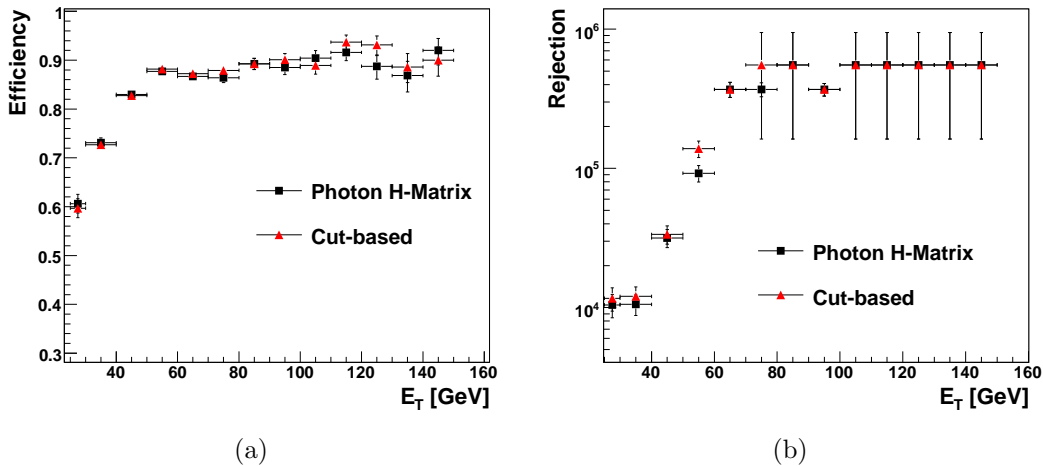 Efficiency
1
0.9
0.8
0.7
0.6
0.5
0.4
0.3
Photon H-Matrix
Cut-based
40 60 80 100 120 140 160
E_T [GeV]
(a)
Rejection
10^6
10^5
10^4
Photon H-Matrix
Cut-based
40 60 80 100 120 140 160
E_T [GeV]
(b)